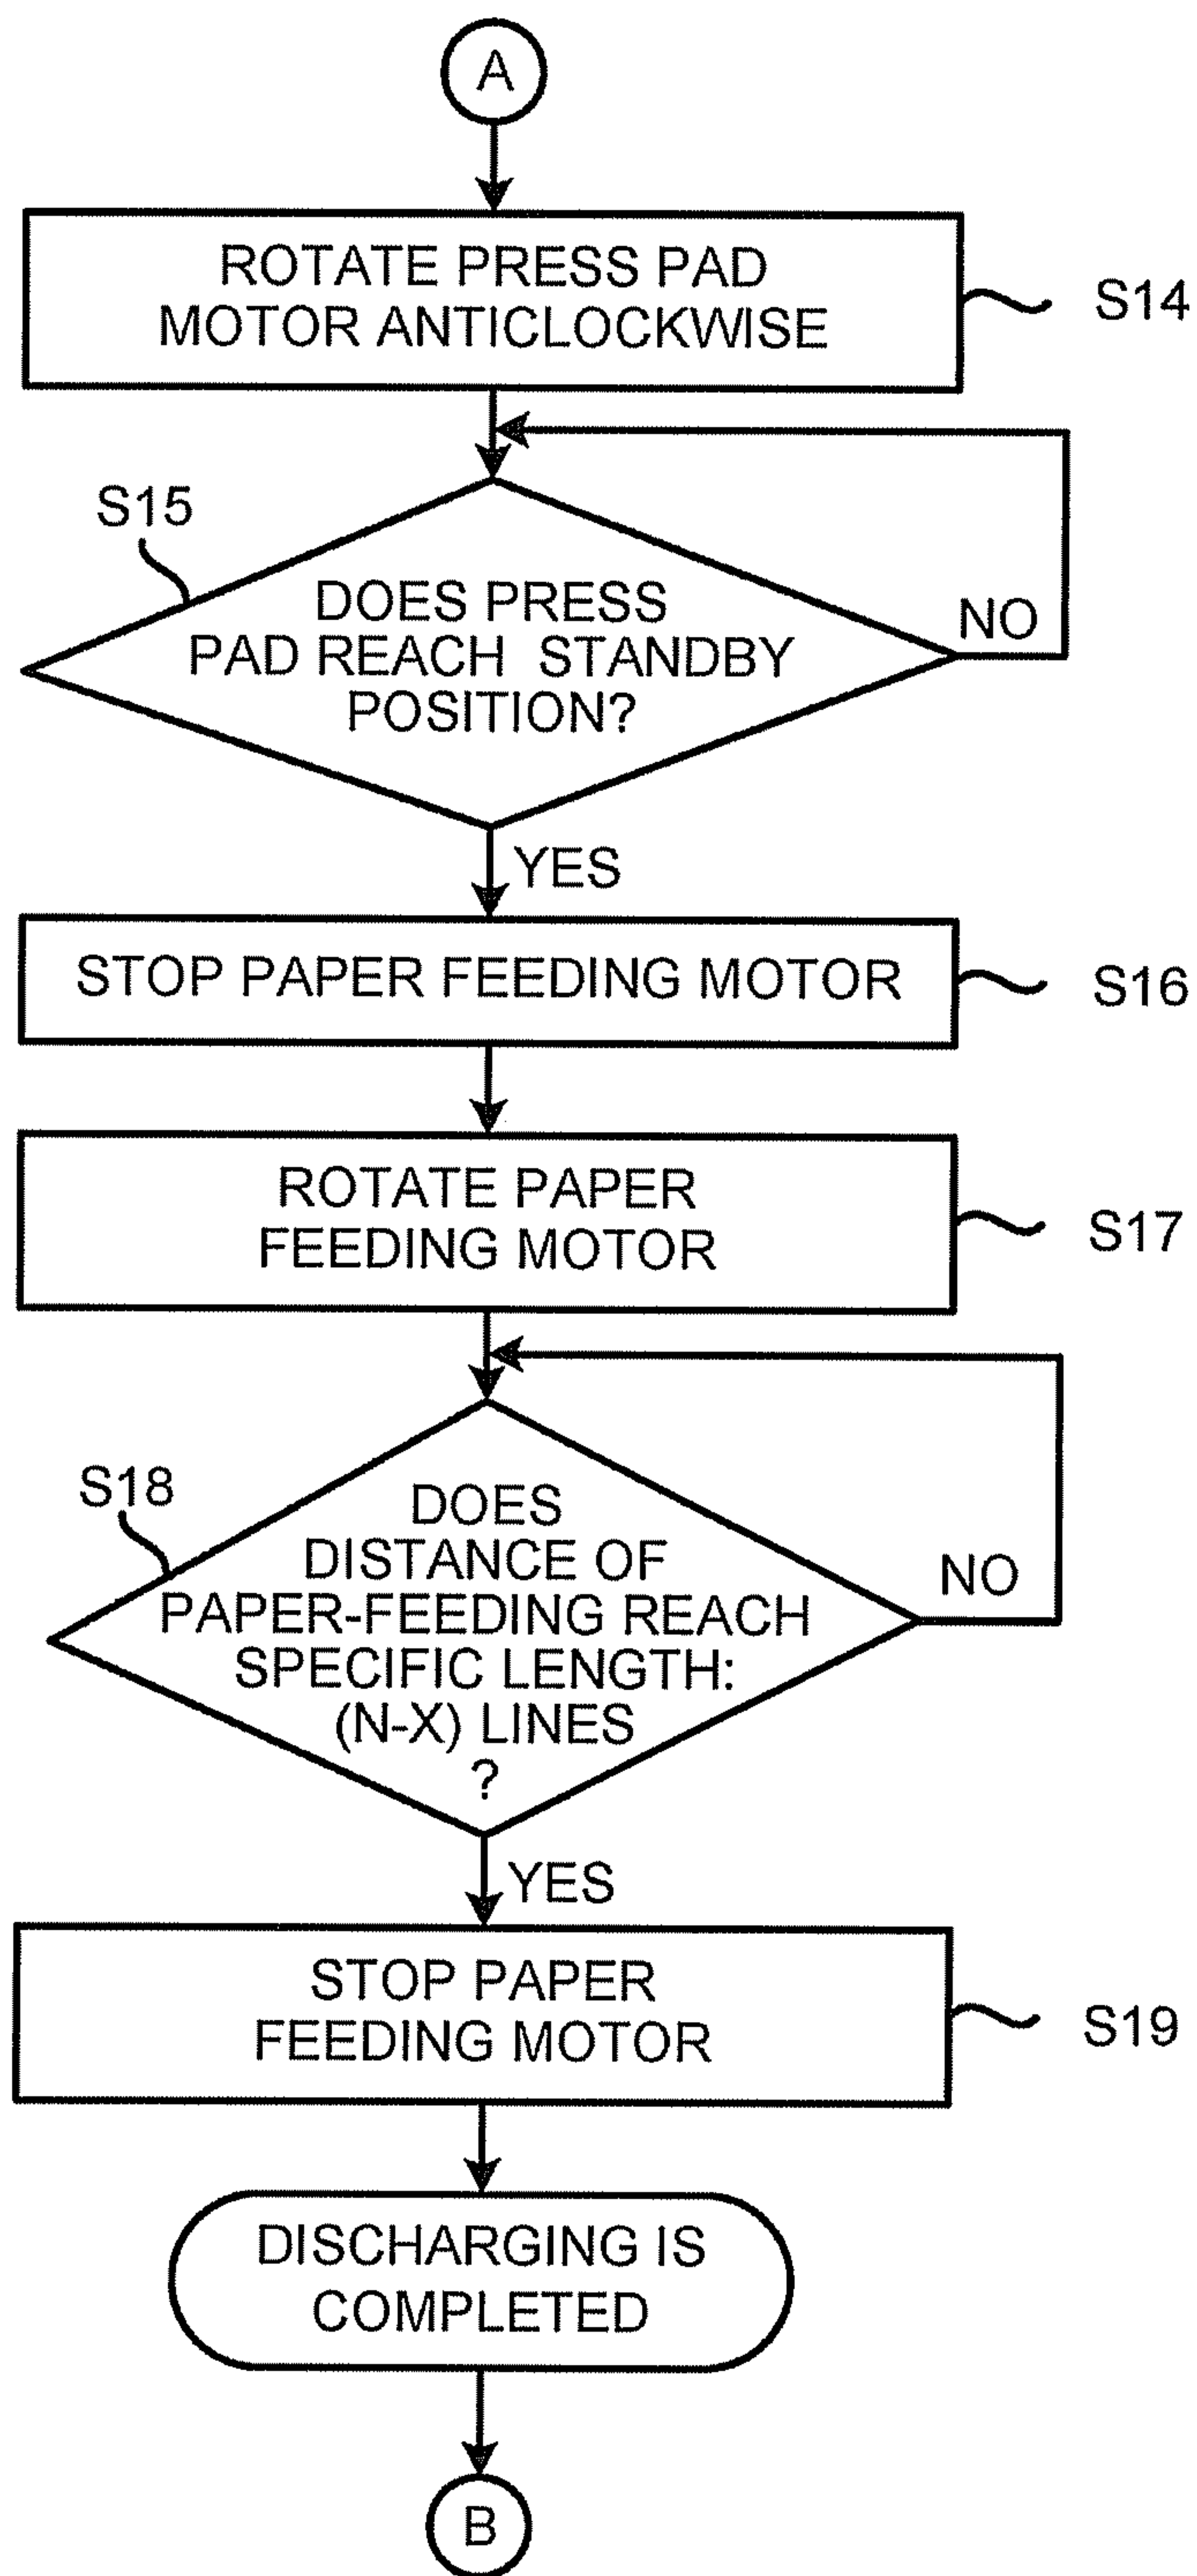 A
ROTATE PRESS PAD
MOTOR ANTICLOCKWISE
S14
S15
DOES PRESS
PAD REACH STANDBY
POSITION?
NO
YES
STOP PAPER FEEDING MOTOR
S16
ROTATE PAPER
FEEDING MOTOR
S17
S18
DOES
DISTANCE OF
PAPER-FEEDING REACH
SPECIFIC LENGTH:
(N-X) LINES
?
NO
YES
STOP PAPER
FEEDING MOTOR
S19
DISCHARGING IS
COMPLETED
B